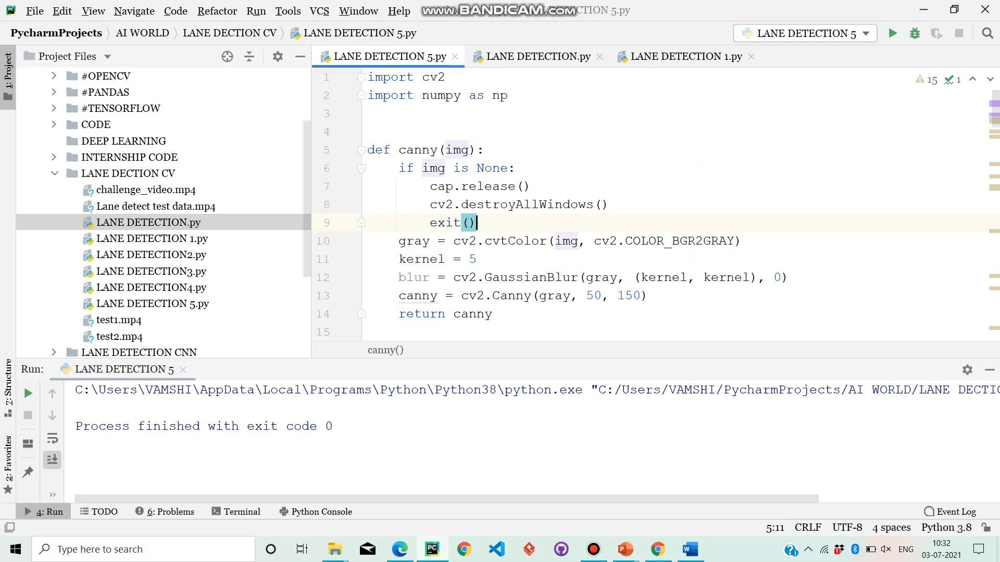 File Edit View Navigate Code Refactor Run Tools VCS Window Help www.BANDICAM.com CTION 5.py
PycharmProjects AI WORLD LANE DECTION CV LANE DETECTION 5.py LANE DETECTION 5
1: Project
Project Files
#OPENCV
#PANDAS
#TENSORFLOW
CODE
DEEP LEARNING
INTERNSHIP CODE
LANE DECTION CV
challenge_video.mp4
Lane detect test data.mp4
LANE DETECTION.py
LANE DETECTION 1.py
LANE DETECTION2.py
LANE DETECTION3.py
LANE DETECTION4.py
LANE DETECTION 5.py
test1.mp4
test2.mp4
LANE DETECTION CNN
LANE DETECTION 5.py LANE DETECTION.py LANE DETECTION 1.py
15 1
1 import cv2
2 import numpy as np
3
4
5 def canny(img):
6 if img is None:
7 cap.release()
8 cv2.destroyAllWindows()
9 exit()
10 gray = cv2.cvtColor(img, cv2.COLOR_BGR2GRAY)
11 kernel = 5
12 blur = cv2.GaussianBlur(gray, (kernel, kernel), 0)
13 canny = cv2.Canny(gray, 50, 150)
14 return canny
15
canny()
Z: Structure
2: Favorites
Run: LANE DETECTION 5
C:\Users\VAMSHI\AppData\Local\Programs\Python\Python38\python.exe "C:/Users/VAMSHI/PycharmProjects/AI WORLD/LANE DECTIO
Process finished with exit code 0
4: Run TODO 6: Problems Terminal Python Console Event Log
5:11 CRLF UTF-8 4 spaces Python 3.8
Type here to search
ENG
10:32
03-07-2021